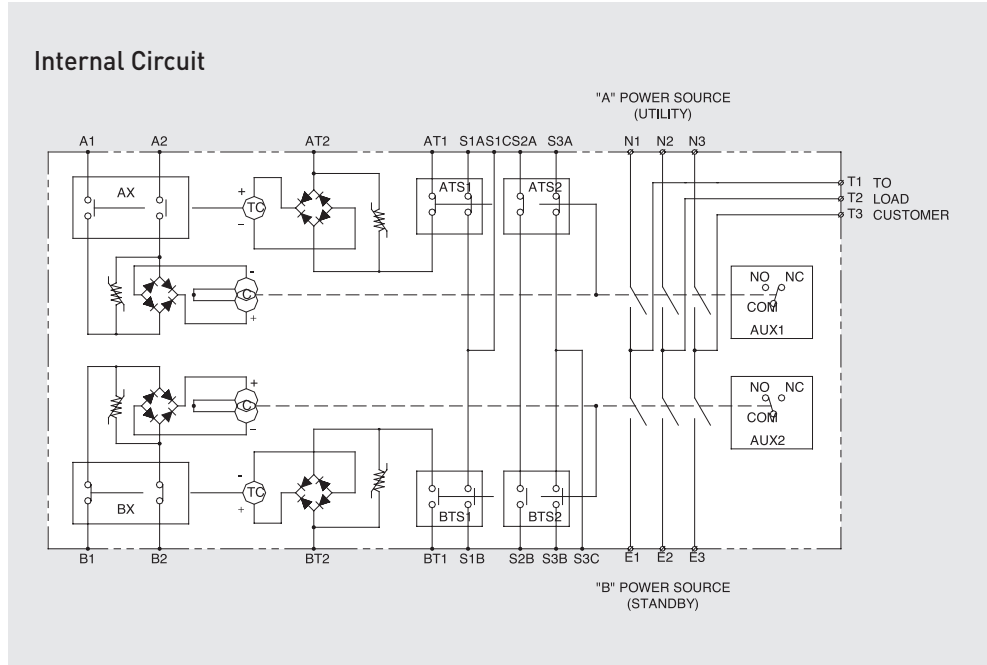 Internal Circuit
"A" POWER SOURCE
(UTILITY)
A1 A2 AT2 AT1 S1A S1C S2A S3A N1 N2 N3
T1 TO
T2 LOAD
T3 CUSTOMER
AX
+
TC
-
ATS1 ATS2
-
C
+
NO NC
COM
AUX1
+
C
-
NO NC
COM
AUX2
-
TC
+
BX
BTS1 BTS2
B1 B2 BT2 BT1 S1B S2B S3B S3C E1 E2 E3
"B" POWER SOURCE
(STANDBY)